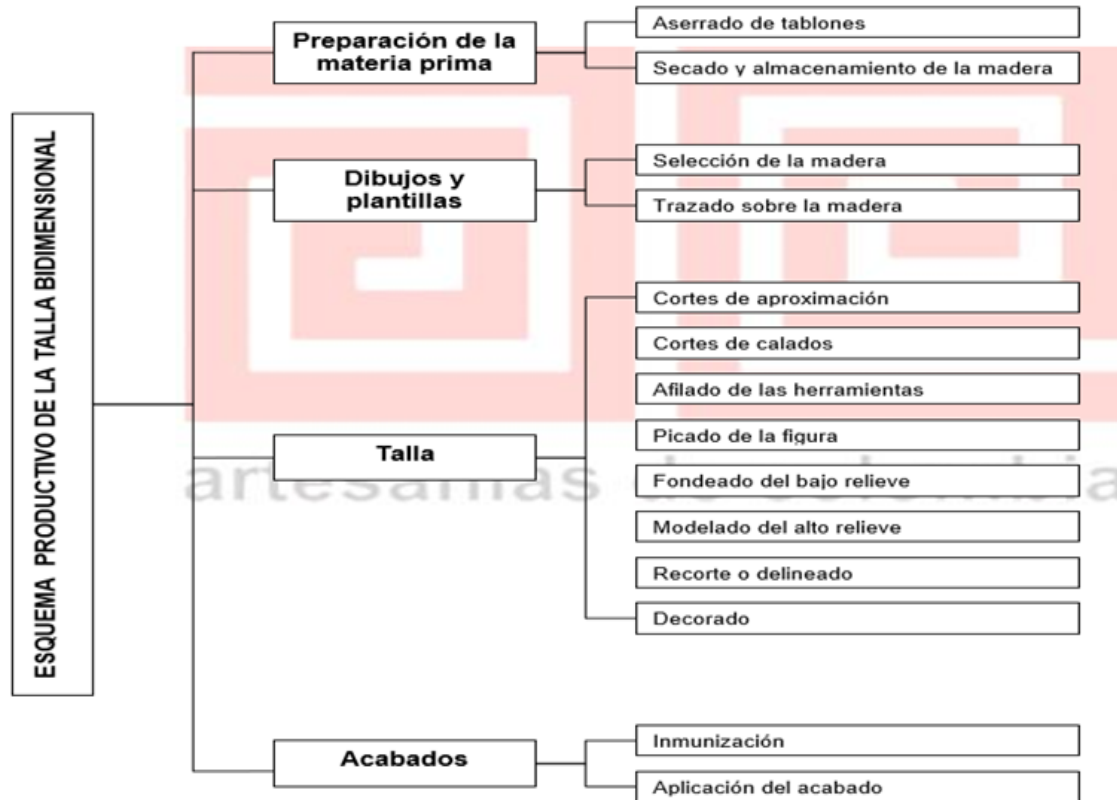 ESQUEMA PRODUCTIVO DE LA TALLA BIDIMENSIONAL
Preparación de la
materia prima
Aserrado de tablones
Secado y almacenamiento de la madera
Dibujos y
plantillas
Selección de la madera
Trazado sobre la madera
Talla
Cortes de aproximación
Cortes de calados
Afilado de las herramientas
Picado de la figura
Fondeado del bajo relieve
Modelado del alto relieve
Recorte o delineado
Decorado
Acabados
Inmunización
Aplicación del acabado
artesanías de colombia